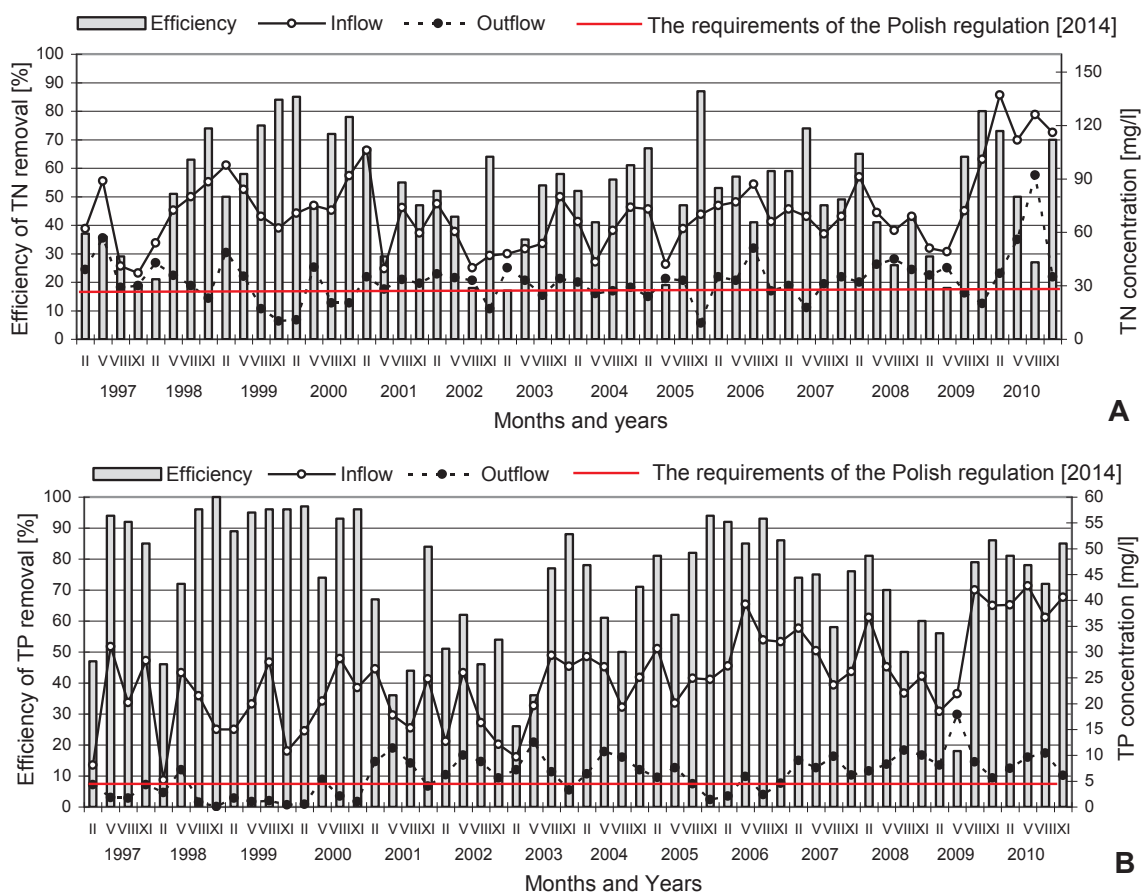 Efficiency Inflow Outflow The requirements of the Polish regulation [2014]
Efficiency of TN removal [%]
100
90
80
70
60
50
40
30
20
10
0
TN concentration [mg/l]
150
120
90
60
30
0
II V VIII XI II V VIII XI II V VIII XI II V VIII XI II V VIII XI II V VIII XI II V VIII XI II V VIII XI II V VIII XI II V VIII XI II V VIII XI II V VIII XI II V VIII XI II V VIII XI
1997 1998 1999 2000 2001 2002 2003 2004 2005 2006 2007 2008 2009 2010
Months and years
A
Efficiency Inflow Outflow The requirements of the Polish regulation [2014]
Efficiency of TP removal [%]
100
90
80
70
60
50
40
30
20
10
0
TP concentration [mg/l]
60
55
50
45
40
35
30
25
20
15
10
5
0
II V VIII XI II V VIII XI II V VIII XI II V VIII XI II V VIII XI II V VIII XI II V VIII XI II V VIII XI II V VIII XI II V VIII XI II V VIII XI II V VIII XI II V VIII XI II V VIII XI
1997 1998 1999 2000 2001 2002 2003 2004 2005 2006 2007 2008 2009 2010
Months and Years
B